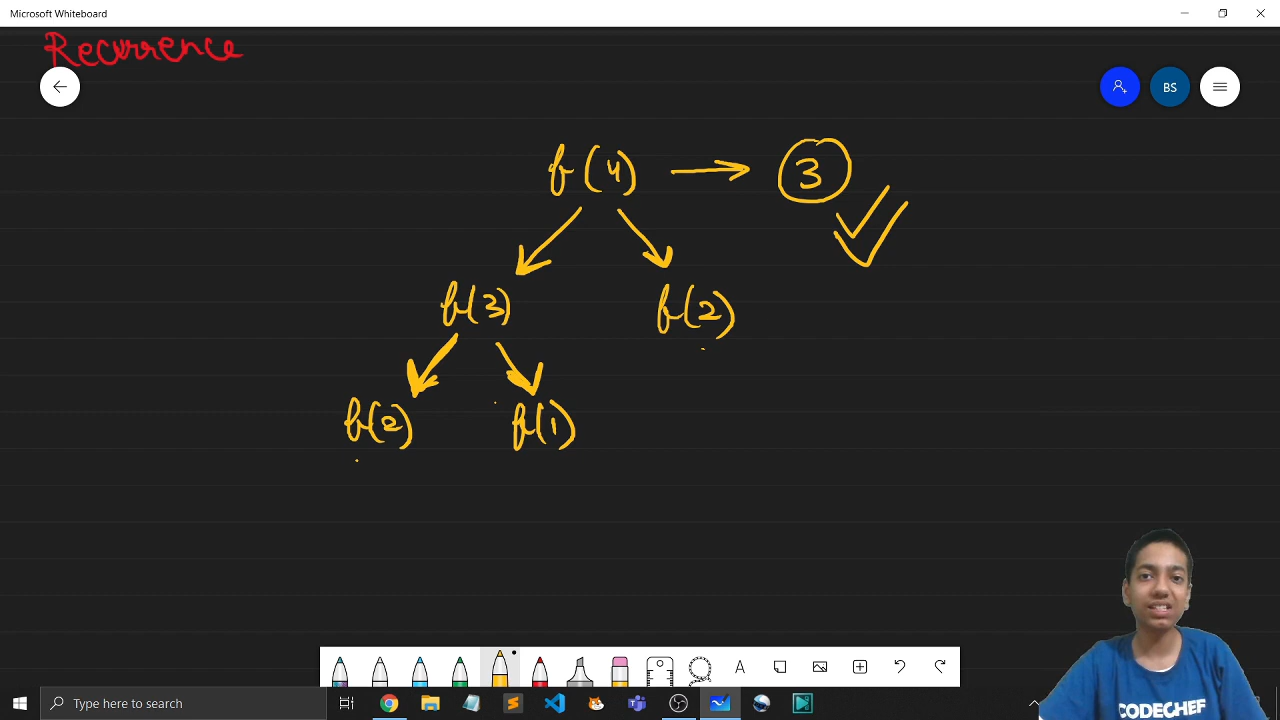 Microsoft Whiteboard
Recurrence
BS
f(4) → 3
f(3) f(2)
f(2) f(1)
A
Type here to search
CODECHEF